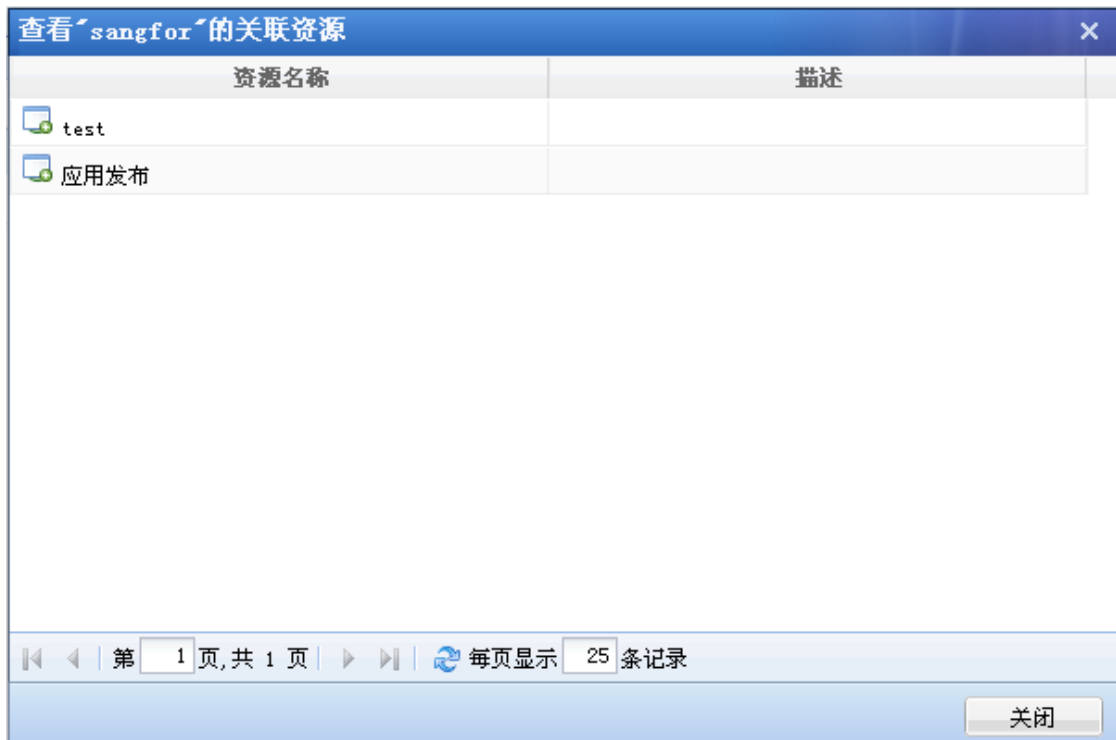 查看"sangfor"的关联资源
资源名称 描述
test
应用发布
第 1 页,共 1 页 每页显示 25 条记录
关闭